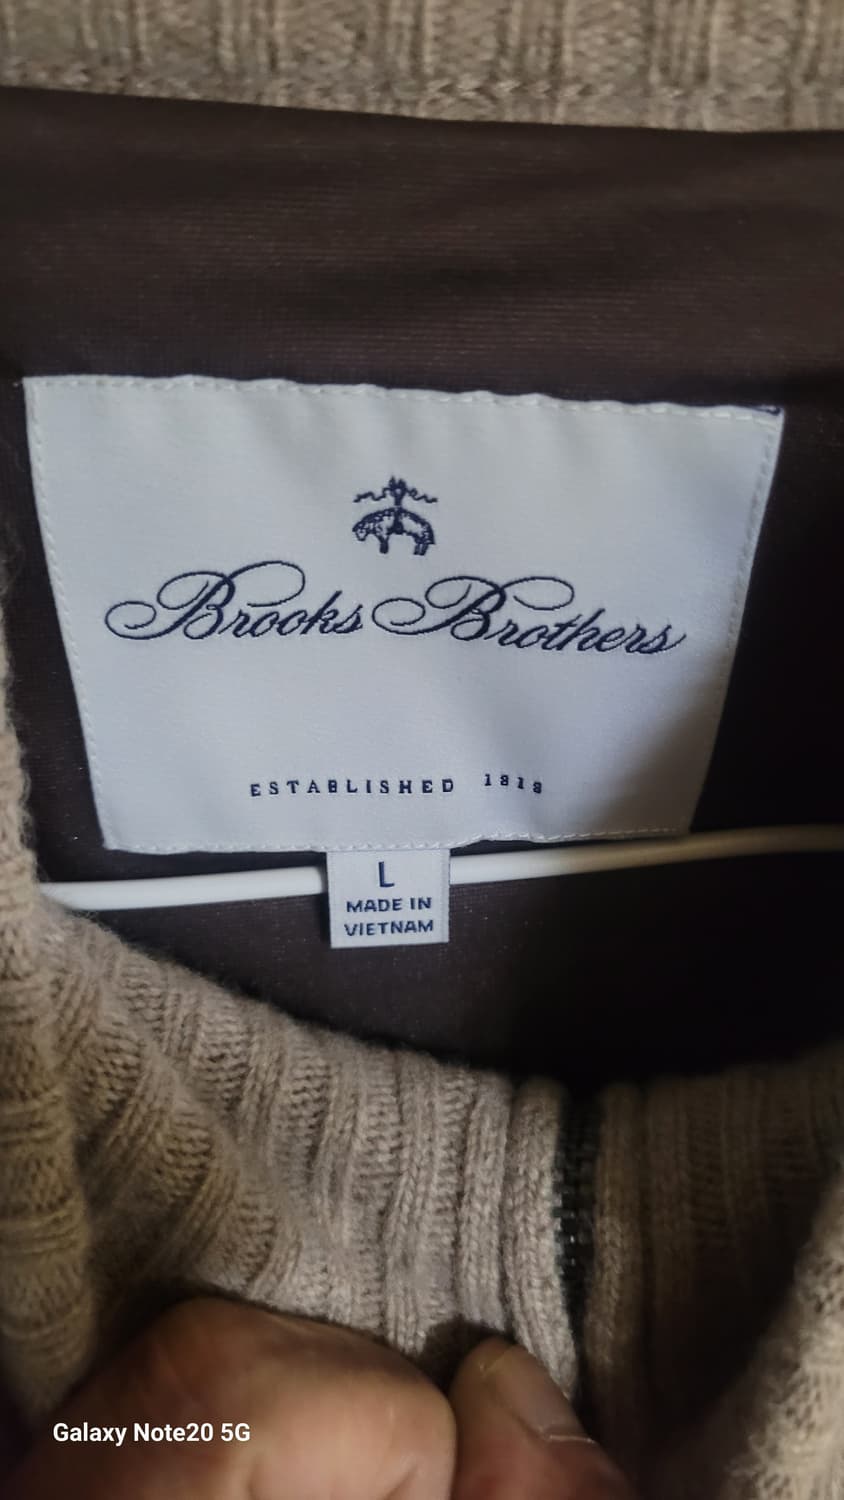 Brooks Brothers
ESTABLISHED 1818
L
MADE IN
VIETNAM
Galaxy Note20 5G